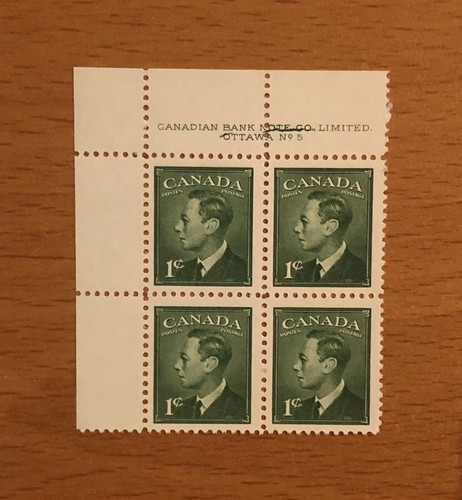 CANADIAN BANK NOTE CO. LIMITED.
OTTAWA Nº 5
CANADA
POSTES POSTAGE
1¢
CANADA
POSTES POSTAGE
1¢
CANADA
POSTES POSTAGE
1¢
CANADA
POSTES POSTAGE
1¢